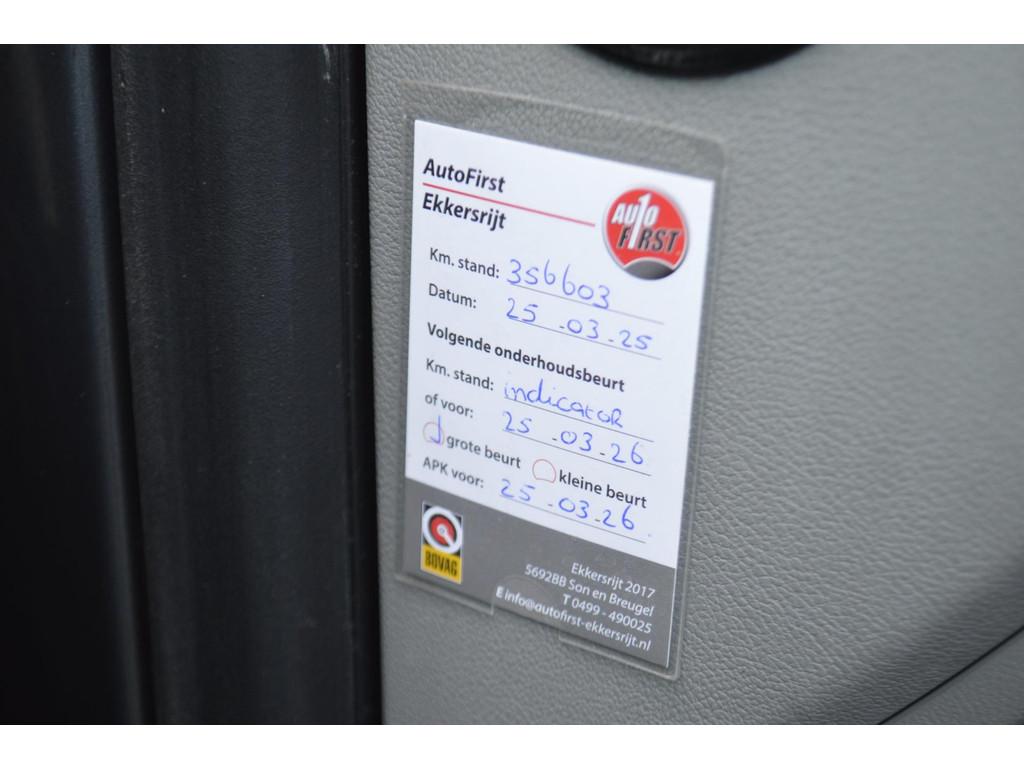 AutoFirst
Ekkersrijt
AUTO
FIRST
Km. stand: 356603
Datum: 25-03-25
Volgende onderhoudsbeurt
Km. stand: indicator
of voor: 25-03-26
grote beurt kleine beurt
APK voor: 25-03-26.
BOVAG
Ekkersrijt 2017
5692BB Son en Breugel
T 0499 - 490025
E info@autofirst-ekkersrijt.nl